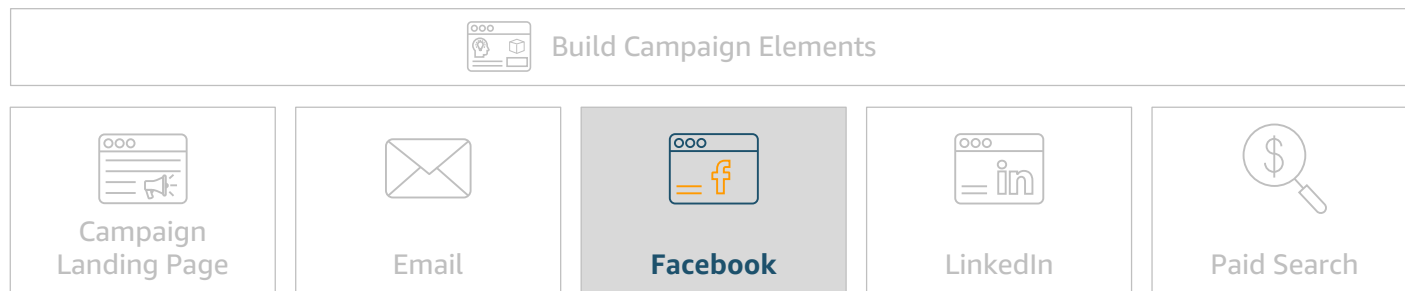 Build Campaign Elements
Campaign
Landing Page
Email
Facebook
LinkedIn
Paid Search